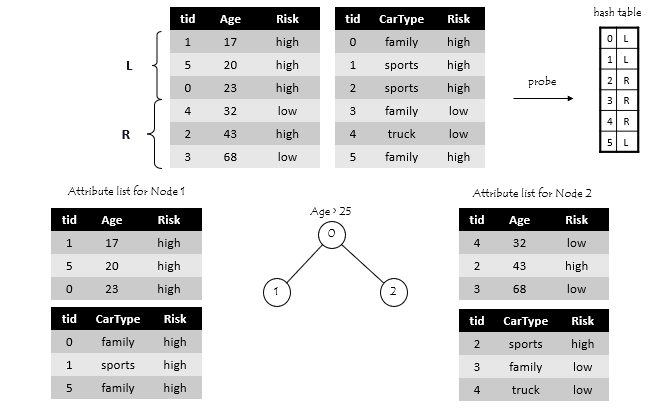 hash table
tid Age Risk
1 17 high
5 20 high
0 23 high
4 32 low
2 43 high
3 68 low
L
R
tid CarType Risk
0 family high
1 sports high
2 sports high
3 family low
4 truck low
5 family high
probe
0 L
1 L
2 R
3 R
4 R
5 L
Attribute list for Node 1
tid Age Risk
1 17 high
5 20 high
0 23 high
tid CarType Risk
0 family high
1 sports high
5 family high
Age > 25
0
1
2
Attribute list for Node 2
tid Age Risk
4 32 low
2 43 high
3 68 low
tid CarType Risk
2 sports high
3 family low
4 truck low